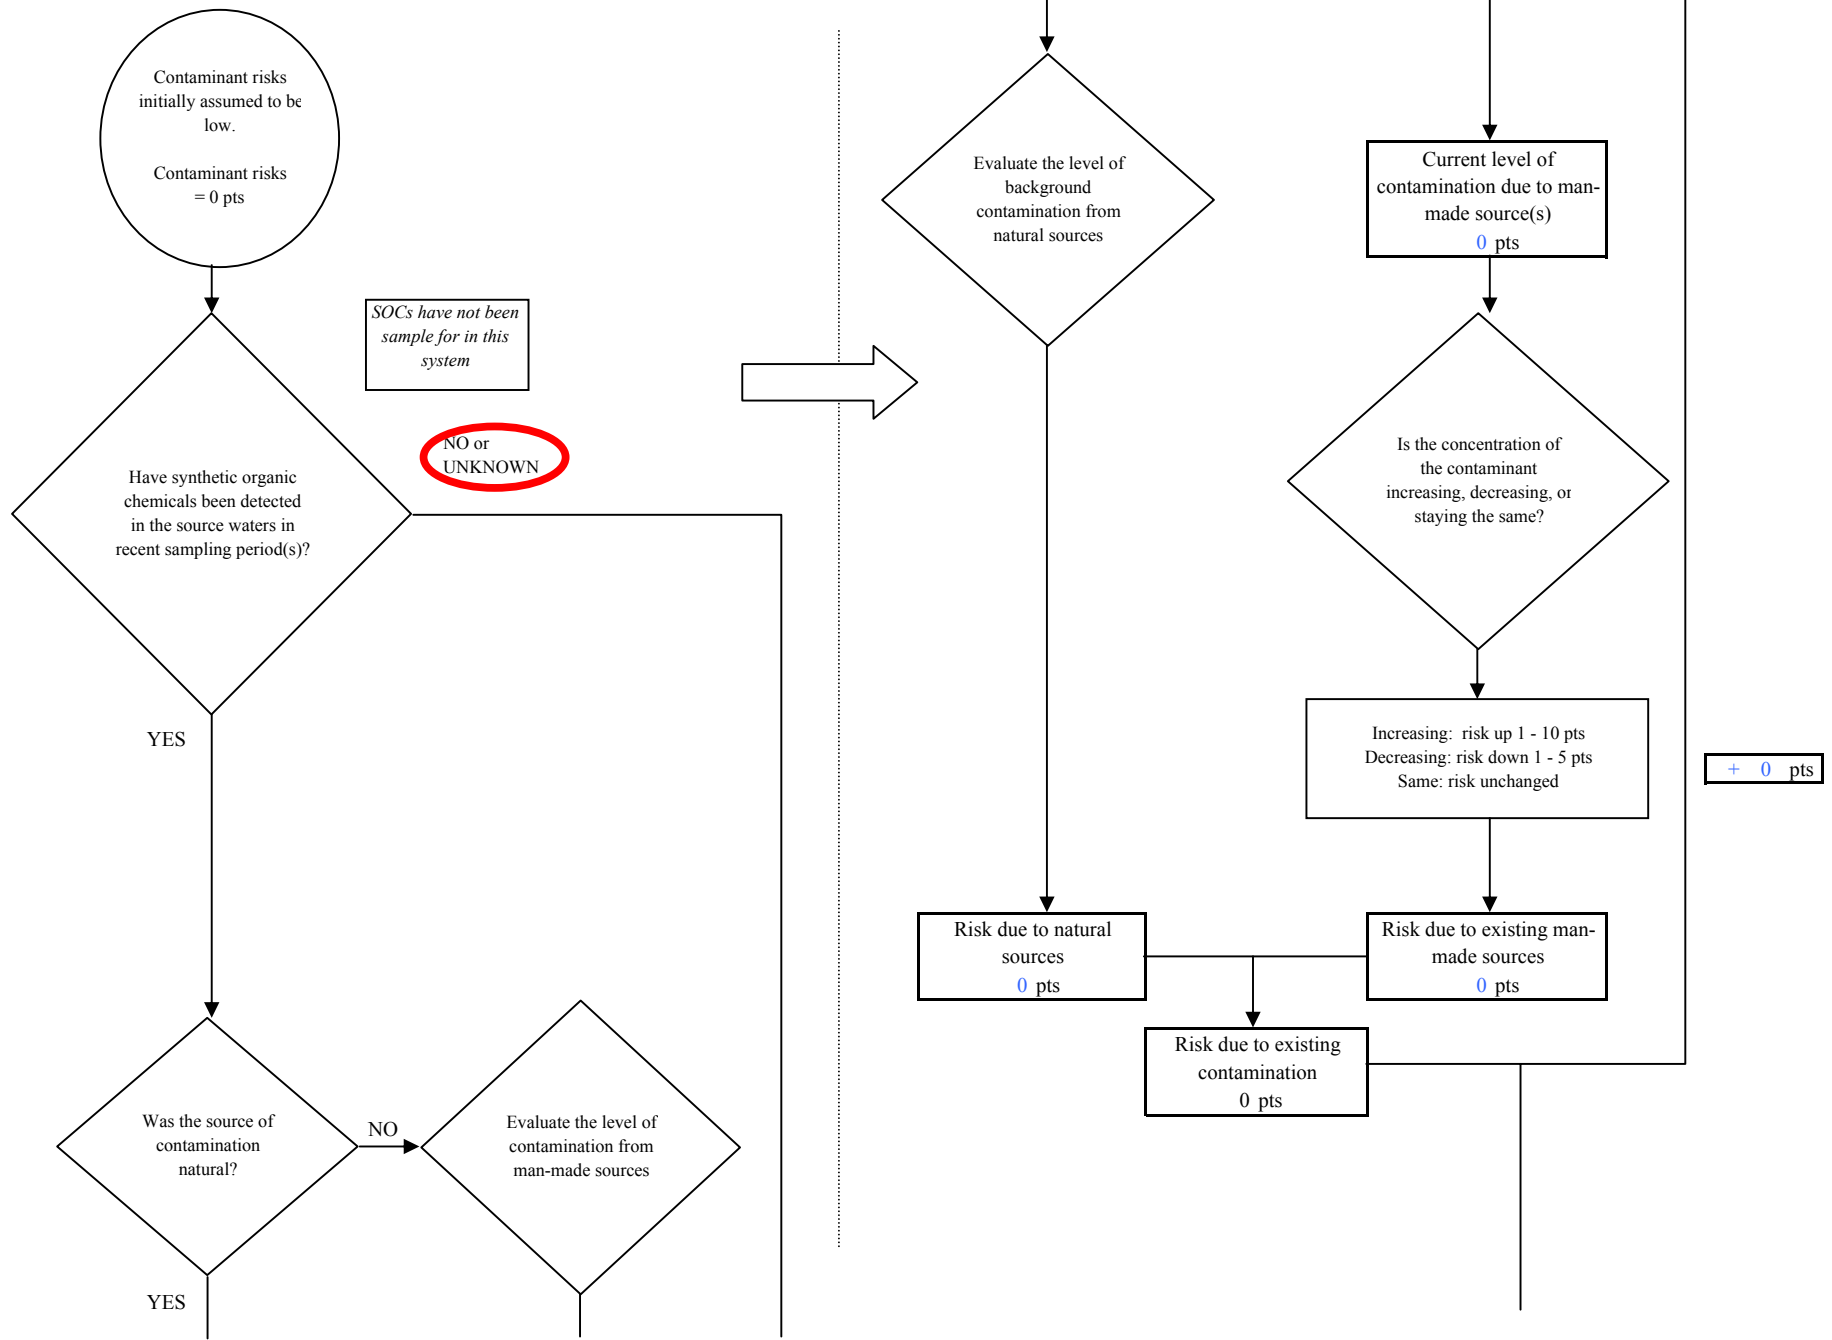 Contaminant risks
initially assumed to be
low.
Contaminant risks
= 0 pts
SOCs have not been
sample for in this
system
NO or
UNKNOWN
Have synthetic organic
chemicals been detected
in the source waters in
recent sampling period(s)?
YES
Was the source of
contamination
natural?
NO
Evaluate the level of
contamination from
man-made sources
YES
Evaluate the level of
background
contamination from
natural sources
Current level of
contamination due to man-
made source(s)
0 pts
Is the concentration of
the contaminant
increasing, decreasing, or
staying the same?
Increasing: risk up 1 - 10 pts
Decreasing: risk down 1 - 5 pts
Same: risk unchanged
+ 0 pts
Risk due to natural
sources
0 pts
Risk due to existing man-
made sources
0 pts
Risk due to existing
contamination
0 pts